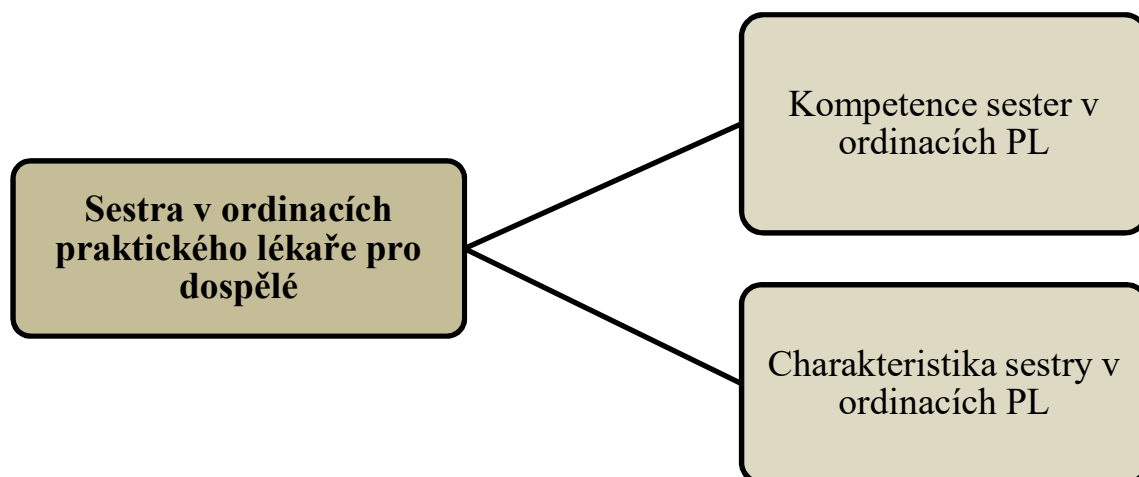 Sestra v ordinacích
praktického lékaře pro
dospělé
Kompetence sester v
ordinacích PL
Charakteristika sestry v
ordinacích PL